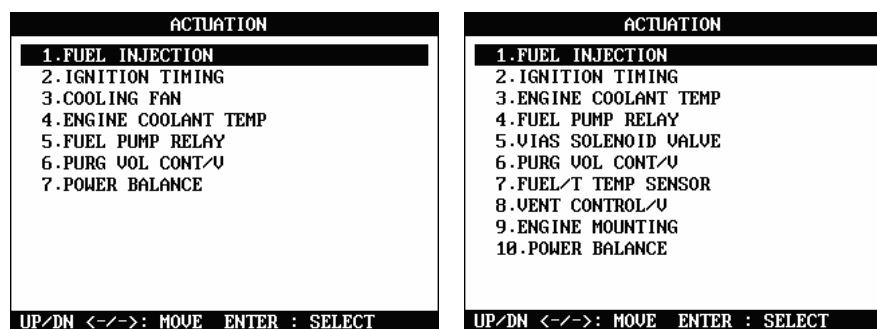 ACTUATION
1.FUEL INJECTION
2.IGNITION TIMING
3.COOLING FAN
4.ENGINE COOLANT TEMP
5.FUEL PUMP RELAY
6.PURG VOL CONT/V
7.POWER BALANCE
UP/DN <-/->: MOVE ENTER : SELECT
ACTUATION
1.FUEL INJECTION
2.IGNITION TIMING
3.ENGINE COOLANT TEMP
4.FUEL PUMP RELAY
5.VIAS SOLENOID VALVE
6.PURG VOL CONT/V
7.FUEL/T TEMP SENSOR
8.VENT CONTROL/V
9.ENGINE MOUNTING
10.POWER BALANCE
UP/DN <-/->: MOVE ENTER : SELECT